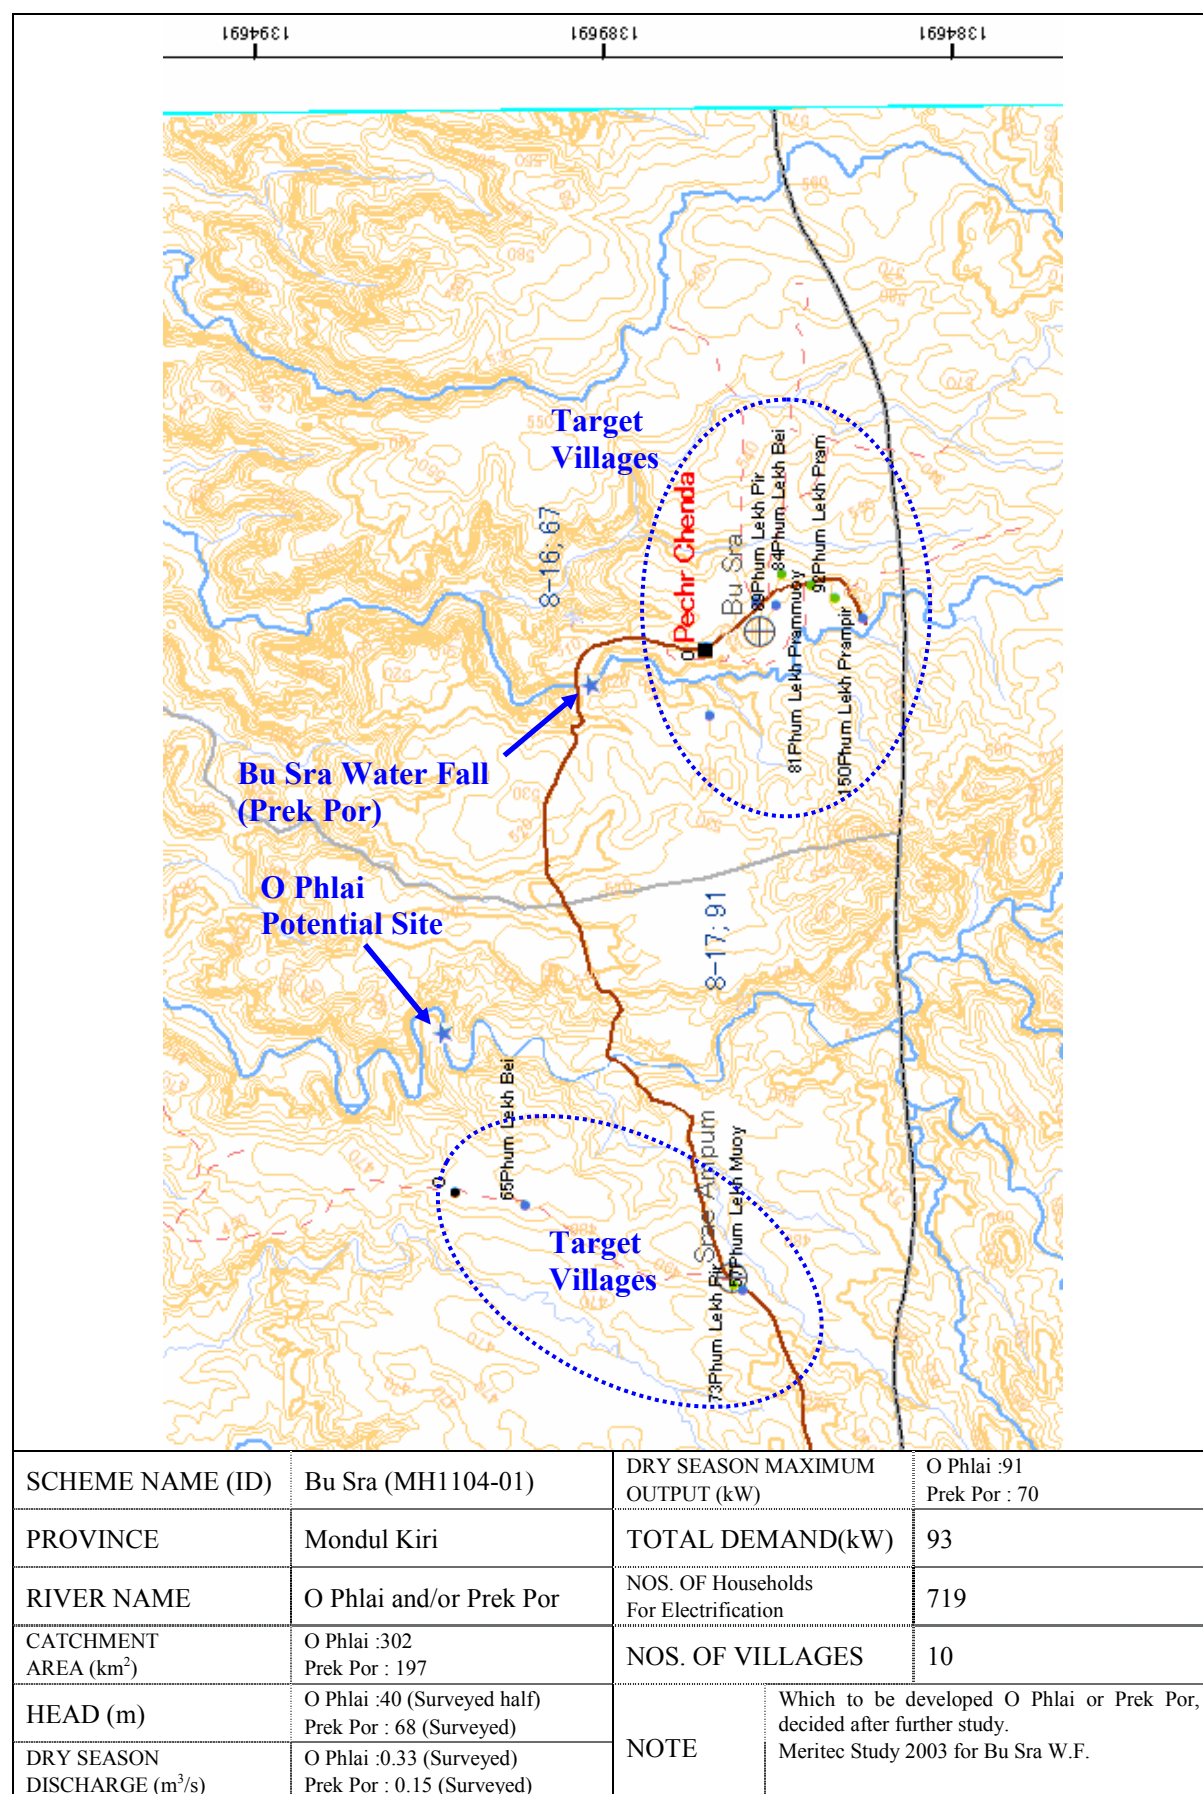 1394691
1389691
1384691
Target
Villages
Pechr Chenda
Bu Sra
89Phum Lekh Pir
84Phum Lekh Bei
92Phum Lekh Pram
81Phum Lekh Prammuoy
150Phum Lekh Prampir
8-16; 67
0
Bu Sra Water Fall
(Prek Por)
O Phlai
Potential Site
8-17; 91
65Phum Lekh Bei
0
Target
Villages
Srae Ampum
73Phum Lekh Pir
157Phum Lekh Muoy
SCHEME NAME (ID) Bu Sra (MH1104-01)
DRY SEASON MAXIMUM
OUTPUT (kW)
O Phlai :91
Prek Por : 70
PROVINCE Mondul Kiri
TOTAL DEMAND(kW) 93
RIVER NAME O Phlai and/or Prek Por
NOS. OF Households
For Electrification
719
CATCHMENT
AREA (km²)
O Phlai :302
Prek Por : 197
NOS. OF VILLAGES 10
HEAD (m)
O Phlai :40 (Surveyed half)
Prek Por : 68 (Surveyed)
DRY SEASON
DISCHARGE (m³/s)
O Phlai :0.33 (Surveyed)
Prek Por : 0.15 (Surveyed)
NOTE
Which to be developed O Phlai or Prek Por,
decided after further study.
Meritec Study 2003 for Bu Sra W.F.